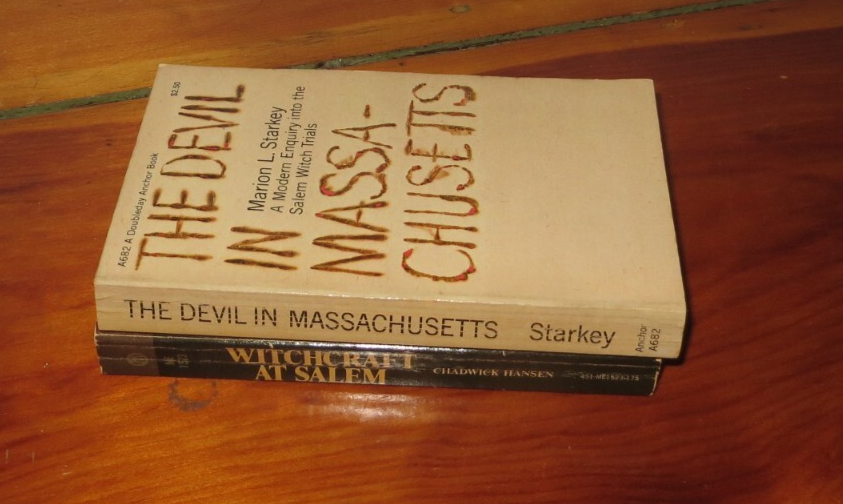 $2.50
A682 A Doubleday Anchor Book
THE DEVIL
IN
Marion L. Starkey
A Modern Enquiry into the
Salem Witch Trials
MASSA-
CHUSETTS
THE DEVIL IN MASSACHUSETTS Starkey
Anchor
A682
WITCHCRAFT
AT SALEM
CHADWICK HANSEN